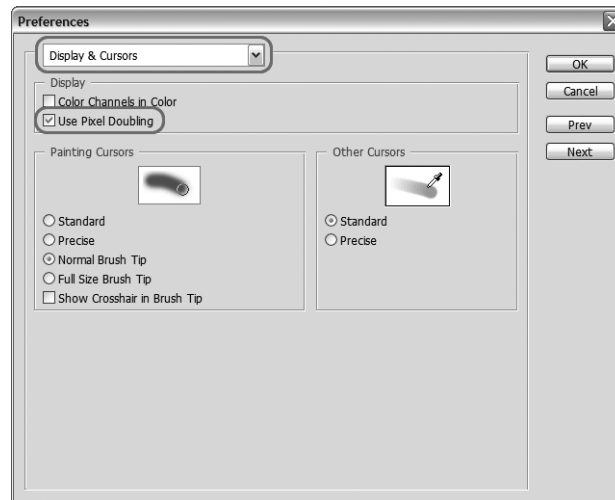 Preferences
Display & Cursors
Display
Color Channels in Color
Use Pixel Doubling
Painting Cursors
Standard
Precise
Normal Brush Tip
Full Size Brush Tip
Show Crosshair in Brush Tip
Other Cursors
Standard
Precise
OK
Cancel
Prev
Next